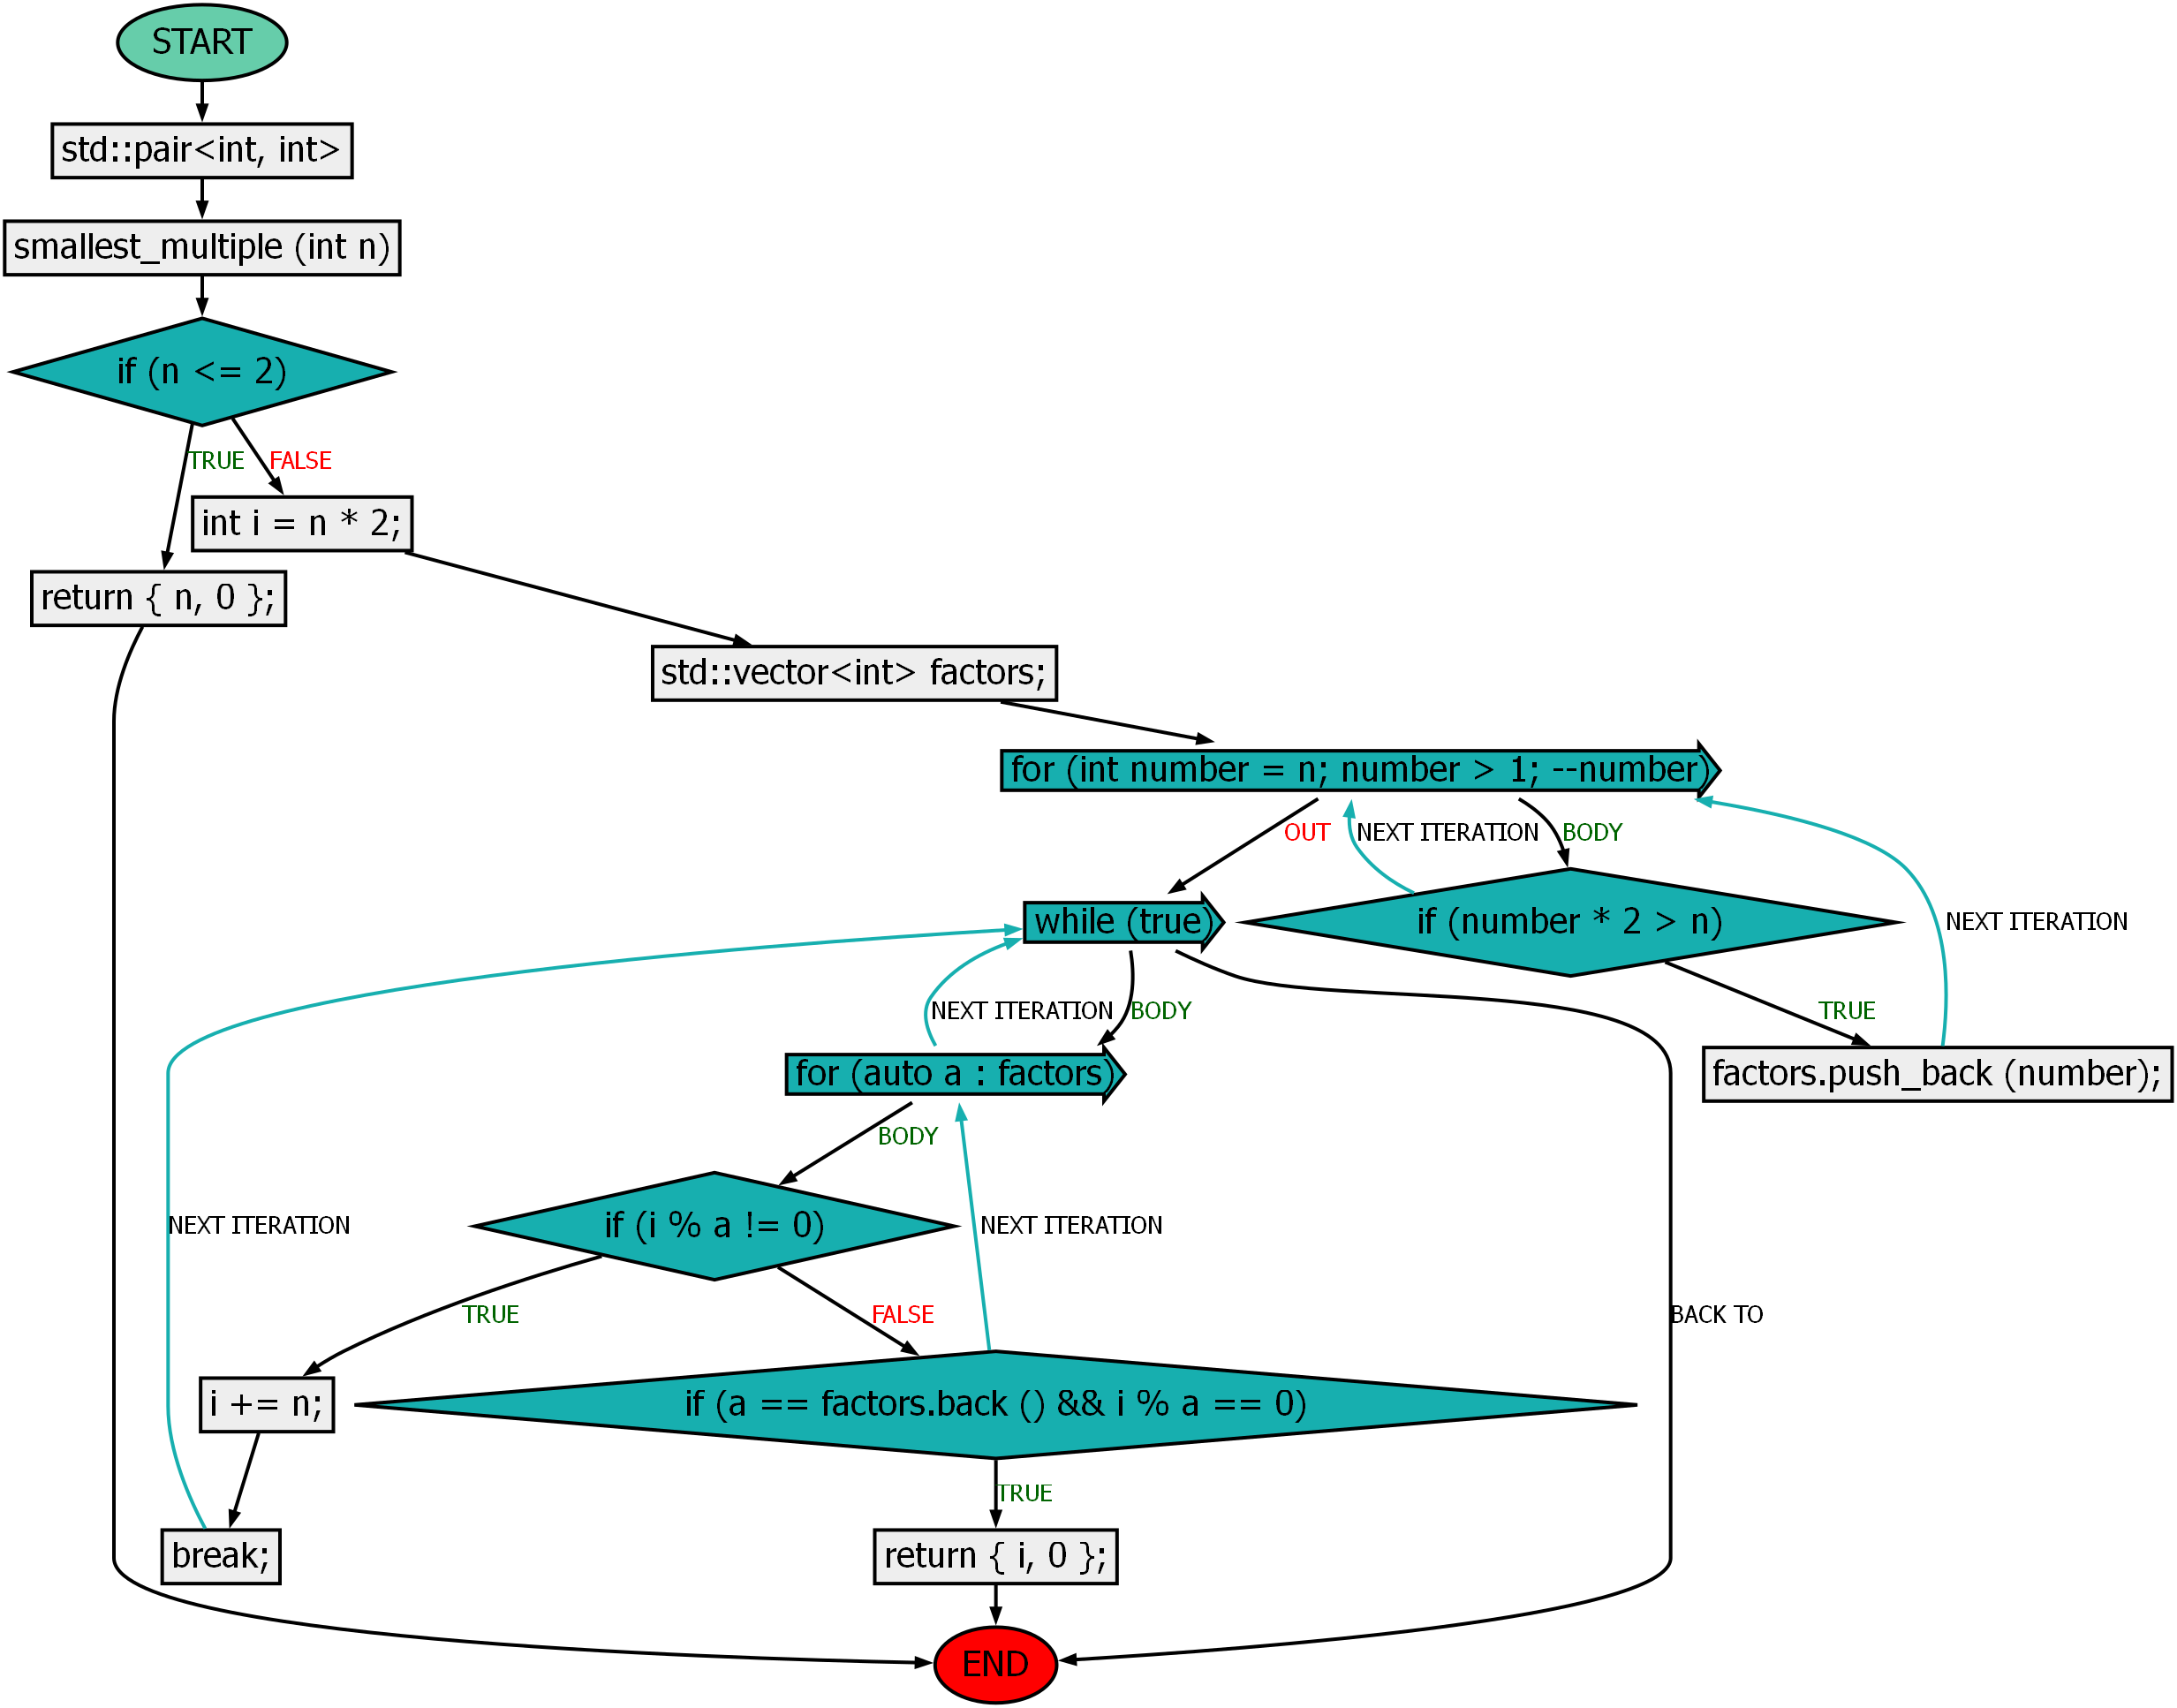 START
std::pair<int, int>
smallest_multiple (int n)
if (n <= 2)
TRUE
FALSE
int i = n * 2;
return { n, 0 };
std::vector<int> factors;
for (int number = n; number > 1; --number)
OUT
NEXT ITERATION
BODY
while (true)
if (number * 2 > n)
NEXT ITERATION
NEXT ITERATION
BODY
TRUE
for (auto a : factors)
factors.push_back (number);
BODY
NEXT ITERATION
if (i % a != 0)
NEXT ITERATION
TRUE
FALSE
BACK TO
i += n;
if (a == factors.back () && i % a == 0)
TRUE
break;
return { i, 0 };
END